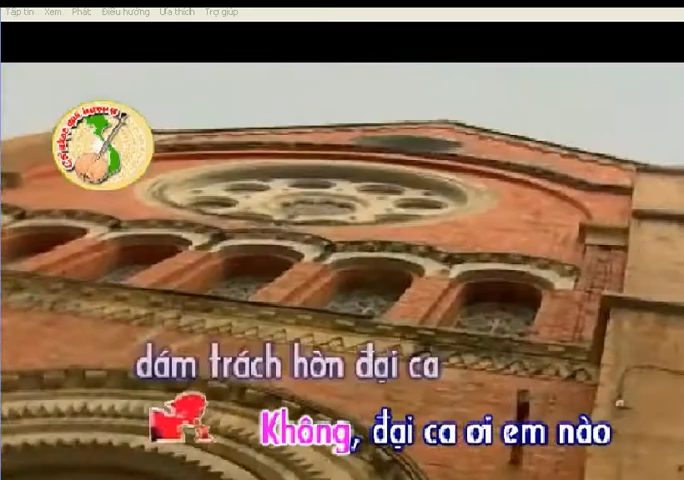 Tập tin Xem Phát Điều hướng Ưa thích Trợ giúp
dám trách hờn đại ca
Không, đại ca ơi em nào